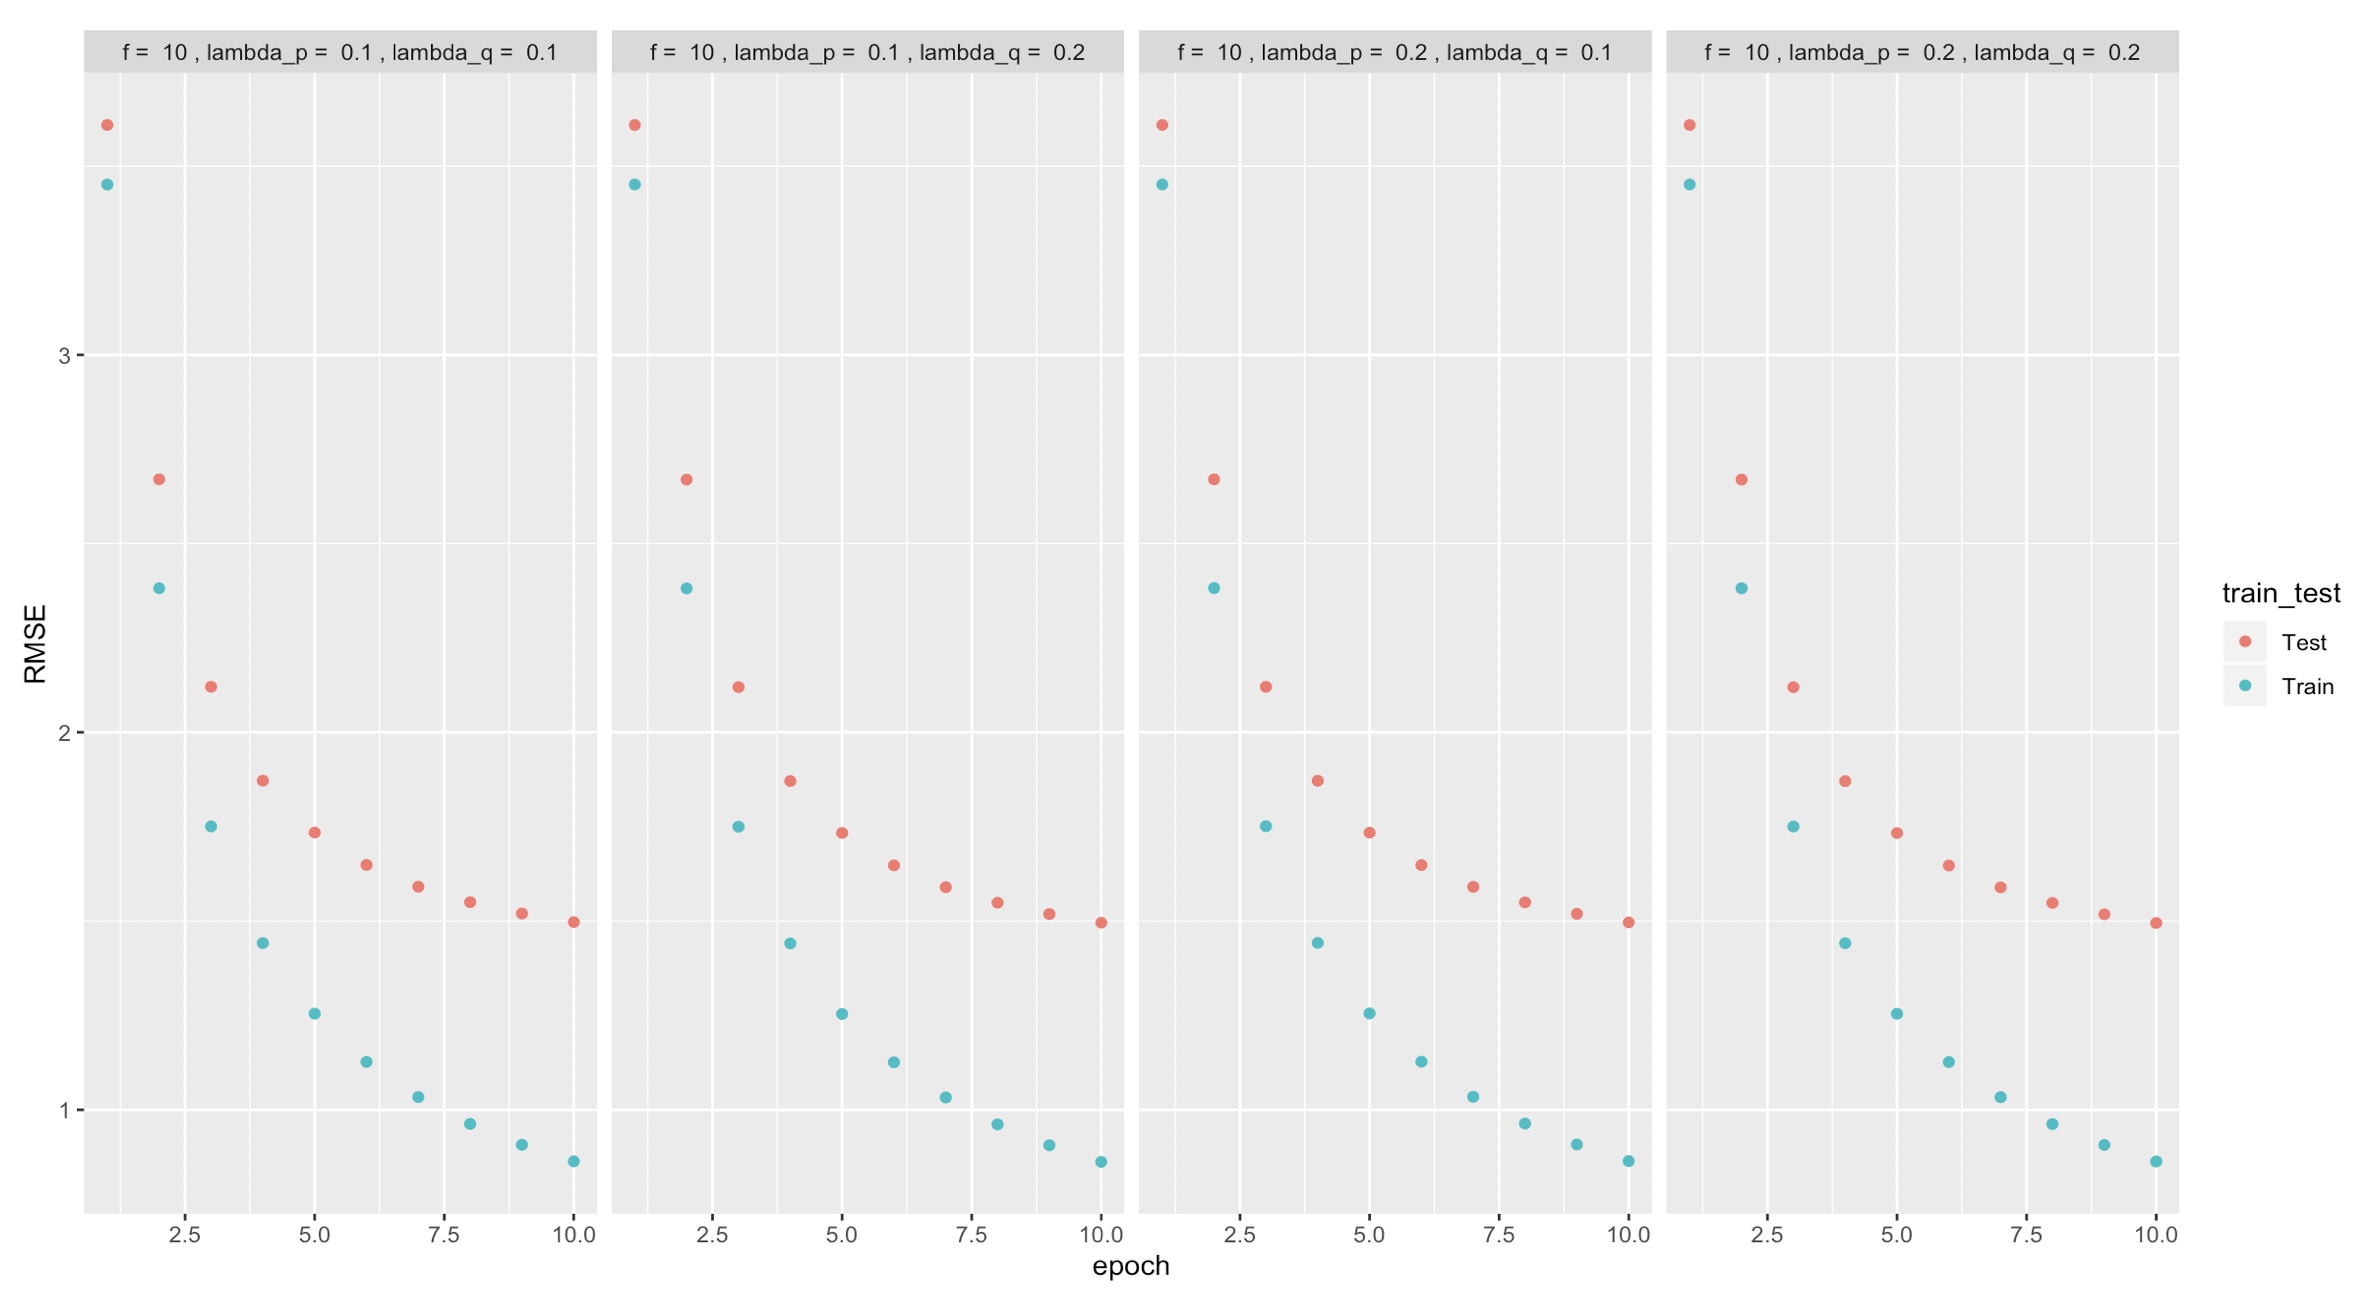 f =  10 , lambda_p =  0.1 , lambda_q =  0.1
f =  10 , lambda_p =  0.1 , lambda_q =  0.2
f =  10 , lambda_p =  0.2 , lambda_q =  0.1
f =  10 , lambda_p =  0.2 , lambda_q =  0.2
3
2
1
RMSE
2.5 5.0 7.5 10.0 2.5 5.0 7.5 10.0 2.5 5.0 7.5 10.0 2.5 5.0 7.5 10.0
epoch
train_test
Test
Train